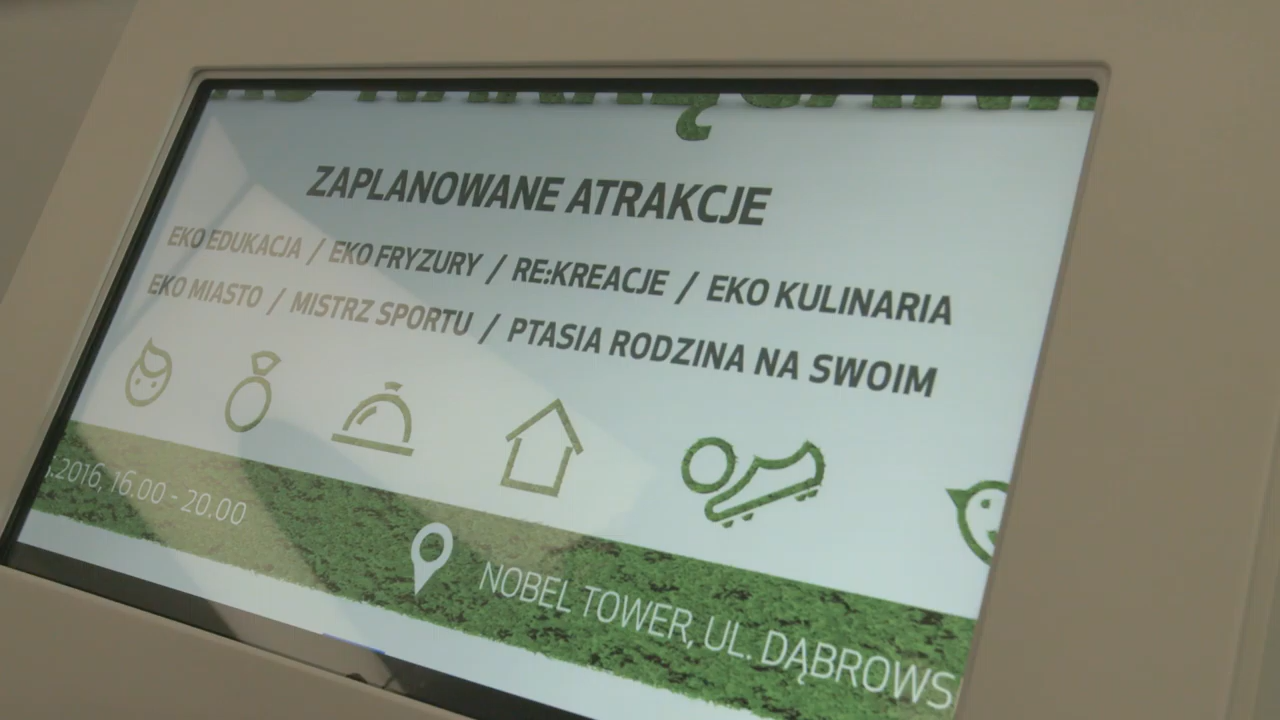 ZAPLANOWANE ATRAKCJE
EKO EDUKACJA / EKO FRYZURY / RE:KREACJE / EKO KULINARIA
EKO MIASTO / MISTRZ SPORTU / PTASIA RODZINA NA SWOIM
.2016, 16.00 - 20.00
NOBEL TOWER, UL. DĄBROWS